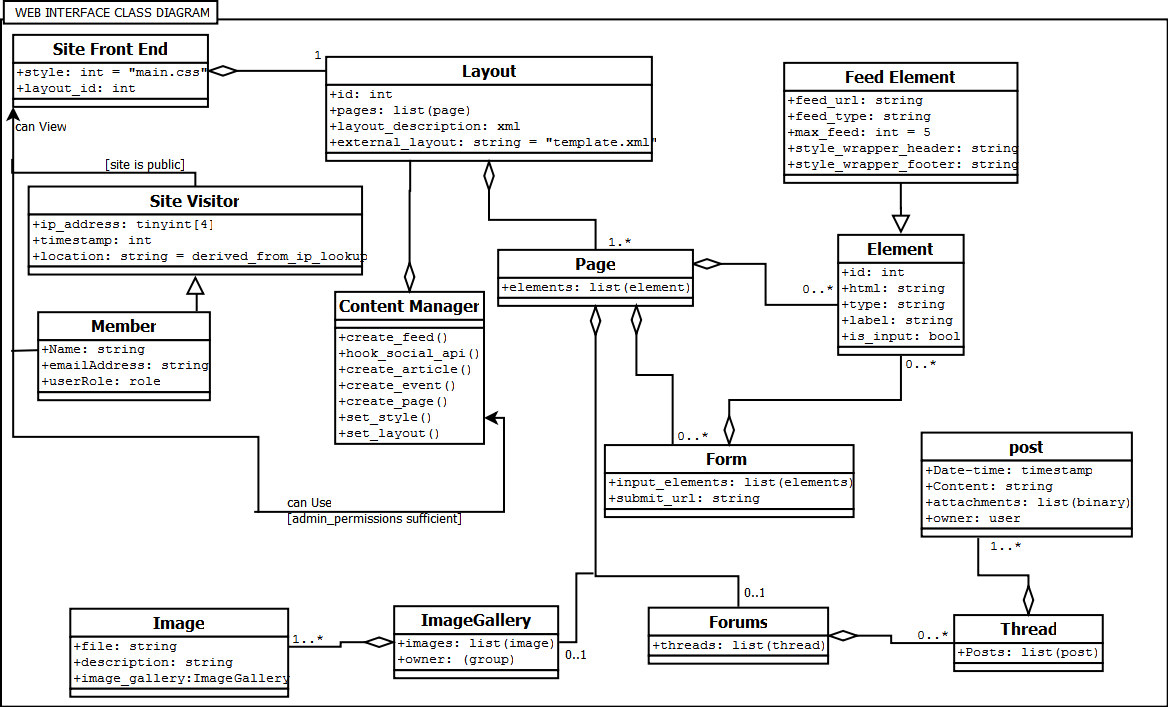 WEB INTERFACE CLASS DIAGRAM
Site Front End
+style: int = "main.css"
+layout_id: int
1
Layout
+id: int
+pages: list(page)
+layout_description: xml
+external_layout: string = "template.xml"
Feed Element
+feed_url: string
+feed_type: string
+max_feed: int = 5
+style_wrapper_header: string
+style_wrapper_footer: string
can View
[site is public]
Site Visitor
+ip_address: tinyint[4]
+timestamp: int
+location: string = derived_from_ip_lookup
1.*
Page
+elements: list(element)
0..*
Element
+id: int
+html: string
+type: string
+label: string
+is_input: bool
0..*
Member
+Name: string
+emailAddress: string
+userRole: role
Content Manager
+create_feed()
+hook_social_api()
+create_article()
+create_event()
+create_page()
+set_style()
+set_layout()
0..*
Form
+input_elements: list(elements)
+submit_url: string
post
+Date-time: timestamp
+Content: string
+attachments: list(binary)
+owner: user
1..*
can Use
[admin_permissions sufficient]
Image
+file: string
+description: string
+image_gallery:ImageGallery
1..*
ImageGallery
+images: list(image)
+owner: (group)
0..1
0..1
Forums
+threads: list(thread)
0..*
Thread
+Posts: list(post)